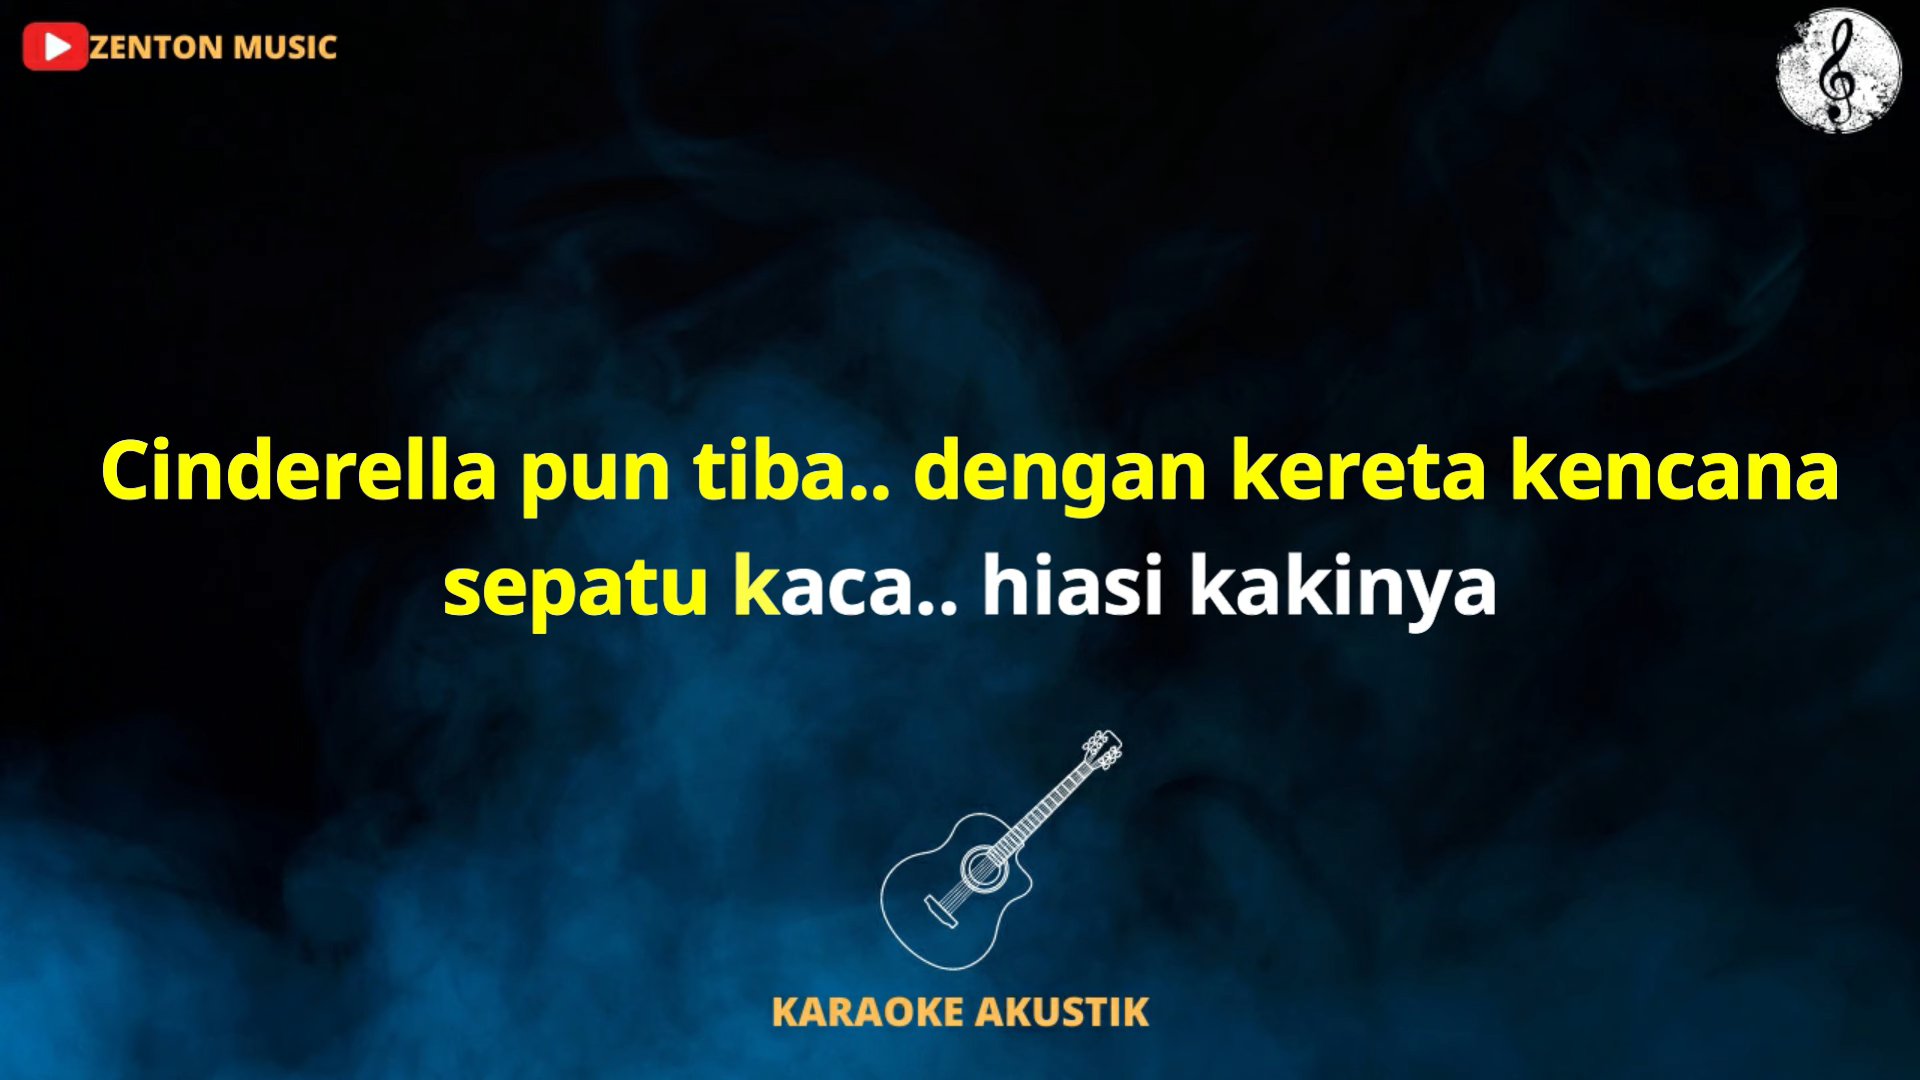 ZENTON MUSIC
Cinderella pun tiba.. dengan kereta kencana
sepatu kaca.. hiasi kakinya
KARAOKE AKUSTIK